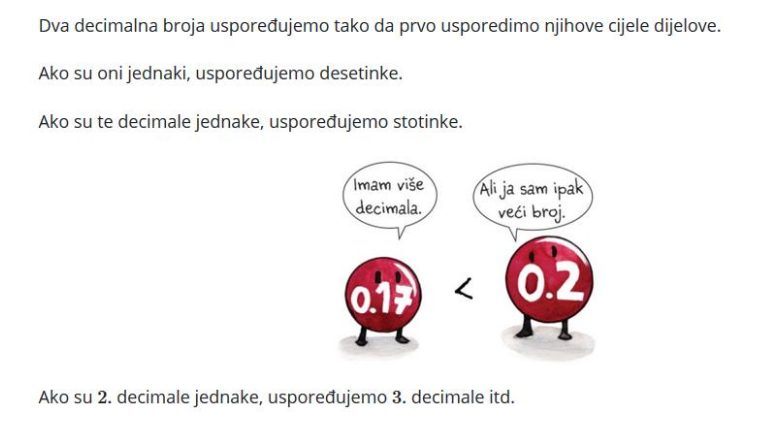 Dva decimalna broja uspoređujemo tako da prvo usporedimo njihove cijele dijelove.
Ako su oni jednaki, uspoređujemo desetinke.
Ako su te decimale jednake, uspoređujemo stotinke.
Imam više
decimala.
Ali ja sam ipak
veći broj.
0.17 < 0.2
Ako su 2. decimale jednake, uspoređujemo 3. decimale itd.